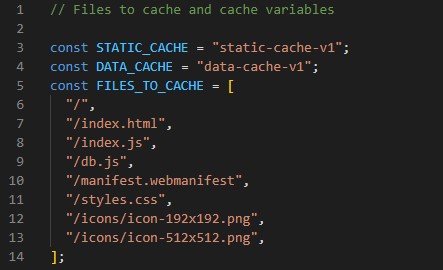 1 // Files to cache and cache variables
2
3 const STATIC_CACHE = "static-cache-v1";
4 const DATA_CACHE = "data-cache-v1";
5 const FILES_TO_CACHE = [
6 "/",
7 "/index.html",
8 "/index.js",
9 "/db.js",
10 "/manifest.webmanifest",
11 "/styles.css",
12 "/icons/icon-192x192.png",
13 "/icons/icon-512x512.png",
14 ];